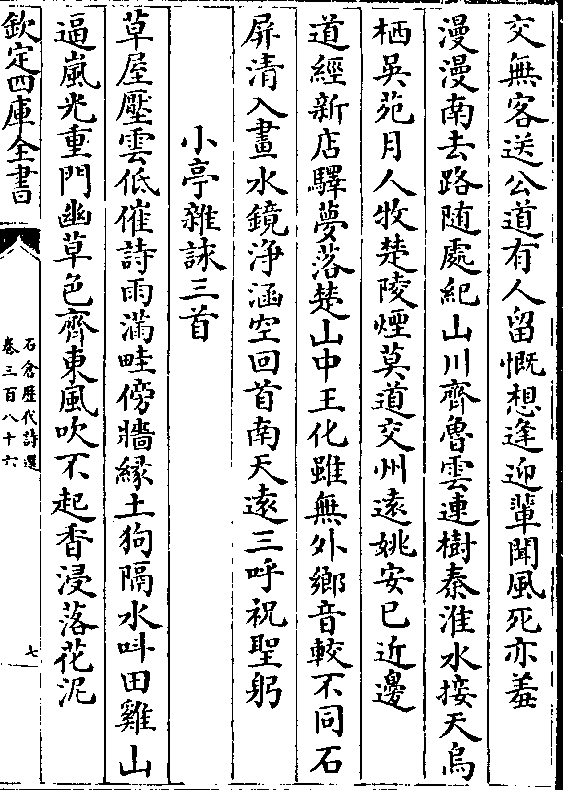 交無客送公道有人留慨想逢迎輩聞風死亦羞
漫漫南去路随處紀山川齊魯雲連樹秦淮水接天烏
栖吳苑月人牧楚陵煙莫道交州遠姚安已近邊
道經新店驛夢落楚山中王化雖無外鄉音較不同石
屏清入畫水鏡浄涵空回首南天逺三呼祝聖躬
小亭雜詠三首
草屋壓雲低催詩雨滿畦傍牆緣土狗隔水呌田雞山
逼嵐光重門幽草色齊東風吹不起香浸落花泥
欽定四庫全書
石倉歷代詩選
卷三百八十六
七